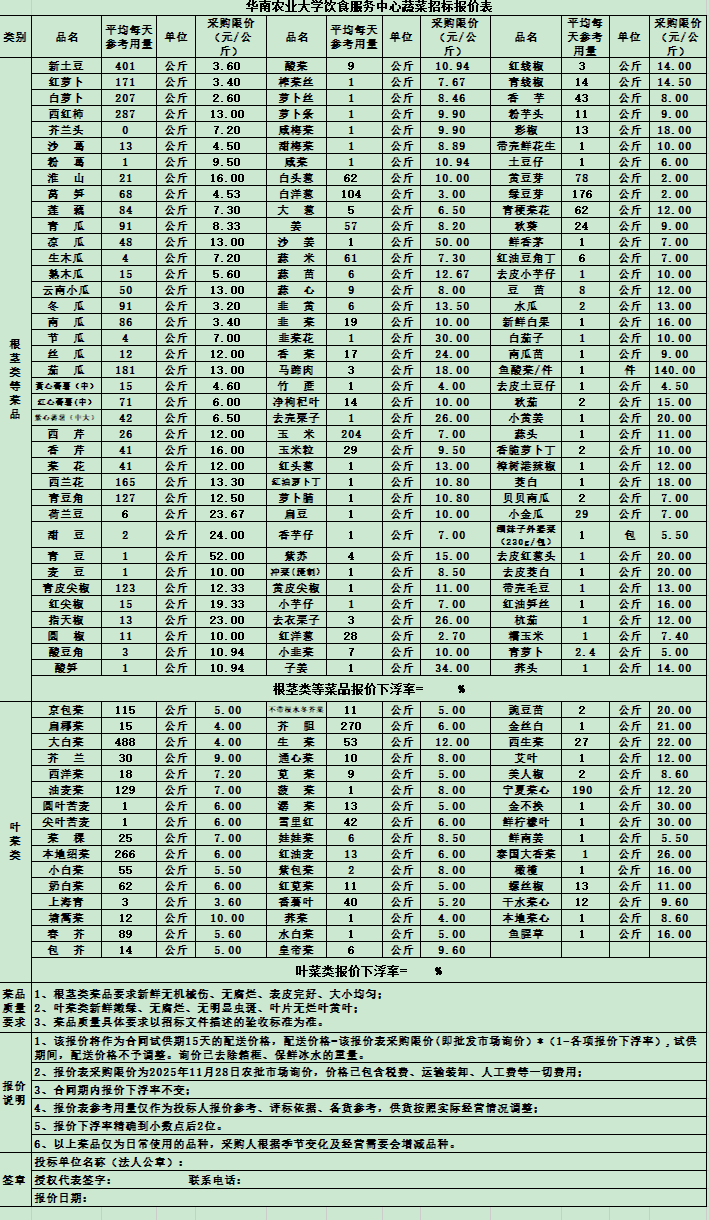 华南农业大学饮食服务中心蔬菜招标报价表
类别 品名 平均每天参考用量 单位 采购限价（元/公斤） 品名 平均每天参考用量 单位 采购限价（元/公斤） 品名 平均每天参考用量 单位 采购限价（元/公斤）
根茎类等菜品
新土豆 401 公斤 3.60 酸菜 9 公斤 10.94 红线椒 3 公斤 14.00
红萝卜 171 公斤 3.40 榨菜丝 1 公斤 7.67 青线椒 14 公斤 14.50
白萝卜 207 公斤 2.60 萝卜丝 1 公斤 8.46 香 芋 43 公斤 8.00
西红柿 287 公斤 13.00 萝卜条 1 公斤 9.90 粉芋头 11 公斤 9.00
芥兰头 0 公斤 7.20 咸梅菜 1 公斤 9.90 彩椒 13 公斤 18.00
沙 葛 13 公斤 4.50 甜梅菜 1 公斤 8.89 带壳鲜花生 1 公斤 10.00
粉 葛 1 公斤 9.50 咸菜 1 公斤 10.94 土豆仔 1 公斤 6.00
淮 山 21 公斤 16.00 白头葱 62 公斤 10.00 黄豆芽 78 公斤 2.00
莴 笋 68 公斤 4.53 白洋葱 104 公斤 3.00 绿豆芽 176 公斤 2.00
莲 藕 84 公斤 7.30 大 葱 5 公斤 6.50 青梗菜花 62 公斤 12.00
青 瓜 91 公斤 8.33 姜 57 公斤 8.20 秋葵 24 公斤 9.00
凉 瓜 48 公斤 13.00 沙 姜 1 公斤 50.00 鲜香茅 1 公斤 7.00
生木瓜 4 公斤 7.20 蒜 米 61 公斤 7.30 红油豆角丁 6 公斤 7.00
熟木瓜 15 公斤 5.60 蒜 苗 6 公斤 12.67 去皮小芋仔 1 公斤 10.00
云南小瓜 50 公斤 13.00 蒜 心 9 公斤 8.00 豆 苗 8 公斤 12.00
冬 瓜 91 公斤 3.20 韭 黄 6 公斤 13.50 水瓜 2 公斤 13.00
南 瓜 86 公斤 3.40 韭 菜 19 公斤 10.00 新鲜白果 1 公斤 16.00
节 瓜 4 公斤 7.00 韭菜花 1 公斤 30.00 白茄子 1 公斤 10.00
丝 瓜 12 公斤 12.00 香 菜 17 公斤 24.00 南瓜苗 1 公斤 9.00
茄 瓜 181 公斤 13.00 马蹄肉 3 公斤 18.00 鱼酸菜/件 1 件 140.00
黄心番薯（中） 15 公斤 4.60 竹 蔗 1 公斤 4.00 去皮土豆仔 1 公斤 4.50
红心番薯(中) 71 公斤 6.00 净枸杞叶 14 公斤 10.00 秋茄 2 公斤 15.00
紫心番薯（中大） 42 公斤 6.50 去壳栗子 1 公斤 26.00 小黄姜 1 公斤 20.00
西 芹 26 公斤 12.00 玉 米 204 公斤 7.00 蒜头 1 公斤 11.00
香 芹 41 公斤 16.00 玉米粒 29 公斤 9.50 香脆萝卜丁 2 公斤 10.00
菜 花 41 公斤 12.00 红头葱 1 公斤 13.00 樟树港辣椒 1 公斤 12.00
西兰花 165 公斤 13.30 红油萝卜丁 1 公斤 10.80 茭白 1 公斤 18.00
青豆角 127 公斤 12.50 萝卜脯 1 公斤 10.80 贝贝南瓜 2 公斤 7.00
荷兰豆 6 公斤 23.67 扁豆 1 公斤 10.00 小金瓜 29 公斤 7.00
甜 豆 2 公斤 24.00 香芋仔 1 公斤 7.00 嫂妹子外婆菜（230g/包） 1 包 5.50
青 豆 1 公斤 52.00 紫苏 4 公斤 15.00 去皮红葱头 1 公斤 20.00
麦 豆 1 公斤 10.00 冲菜(腌制) 1 公斤 8.50 去皮茭白 1 公斤 20.00
青皮尖椒 123 公斤 12.33 黄皮尖椒 1 公斤 11.00 带壳毛豆 1 公斤 13.00
红尖椒 15 公斤 19.33 小芋仔 1 公斤 7.00 红油笋丝 1 公斤 16.00
指天椒 13 公斤 23.00 去衣栗子 3 公斤 26.00 杭茄 1 公斤 12.00
圆 椒 11 公斤 10.00 红洋葱 28 公斤 2.70 糯玉米 1 公斤 7.40
酸豆角 3 公斤 10.94 小韭菜 7 公斤 10.00 青萝卜 2.4 公斤 5.00
酸笋 1 公斤 10.94 子姜 1 公斤 34.00 荞头 1 公斤 14.00
根茎类等菜品报价下浮率= %
叶菜类
京包菜 115 公斤 5.00 不带根水冬芥菜 11 公斤 5.00 豌豆苗 2 公斤 20.00
扁椰菜 15 公斤 4.00 芥 胆 270 公斤 6.00 金丝白 1 公斤 21.00
大白菜 488 公斤 4.00 生 菜 53 公斤 12.00 西生菜 27 公斤 22.00
芥 兰 30 公斤 9.00 通心菜 10 公斤 8.00 艾叶 1 公斤 12.00
西洋菜 18 公斤 7.20 苋 菜 9 公斤 5.00 美人椒 2 公斤 8.60
油麦菜 129 公斤 7.00 菠 菜 1 公斤 8.00 宁夏菜心 190 公斤 12.20
圆叶苦麦 1 公斤 6.00 潺 菜 13 公斤 5.00 金不换 1 公斤 30.00
尖叶苦麦 1 公斤 6.00 雪里红 42 公斤 6.00 鲜柠檬叶 1 公斤 30.00
菜 稞 25 公斤 7.00 娃娃菜 6 公斤 8.50 鲜南姜 1 公斤 5.50
本地绍菜 266 公斤 6.00 红油麦 13 公斤 6.00 泰国大香菜 1 公斤 26.00
小白菜 55 公斤 5.50 紫包菜 2 公斤 8.00 橄榄 1 公斤 16.00
奶白菜 62 公斤 6.00 红苋菜 11 公斤 5.00 螺丝椒 13 公斤 11.00
上海青 3 公斤 3.60 番薯叶 40 公斤 5.20 干水菜心 12 公斤 9.60
塘蒿菜 12 公斤 10.00 荞菜 1 公斤 4.00 本地菜心 1 公斤 8.60
春 芥 89 公斤 5.60 水白菜 1 公斤 5.00 鱼腥草 1 公斤 16.00
包 芥 14 公斤 5.00 皇帝菜 6 公斤 9.60
叶菜类报价下浮率= %
菜品质量要求
1、根茎类菜品要求新鲜无机械伤、无腐烂、表皮完好、大小均匀；
2、叶菜类新鲜嫩绿、无腐烂、无明显虫斑、叶片无烂叶黄叶；
3、菜品质量具体要求以招标文件描述的验收标准为准。
报价说明
1、该报价将作为合同试供期15天的配送价格，配送价格=该报价表采购限价(即批发市场询价）*（1-各项报价下浮率）,试供
期间，配送价格不予调整。询价已去除箱框、保鲜冰水的重量。
2、报价表采购限价为2025年11月28日农批市场询价，价格已包含税费、运输装卸、人工费等一切费用；
3、合同期内报价下浮率不变；
4、报价表参考用量仅作为投标人报价参考、评标依据、备货参考，供货按照实际经营情况调整；
5、报价下浮率精确到小数点后2位。
6、以上菜品仅为日常使用的品种，采购人根据季节变化及经营需要会增减品种。
签章
投标单位名称（法人公章）：
授权代表签字： 联系电话：
报价日期：